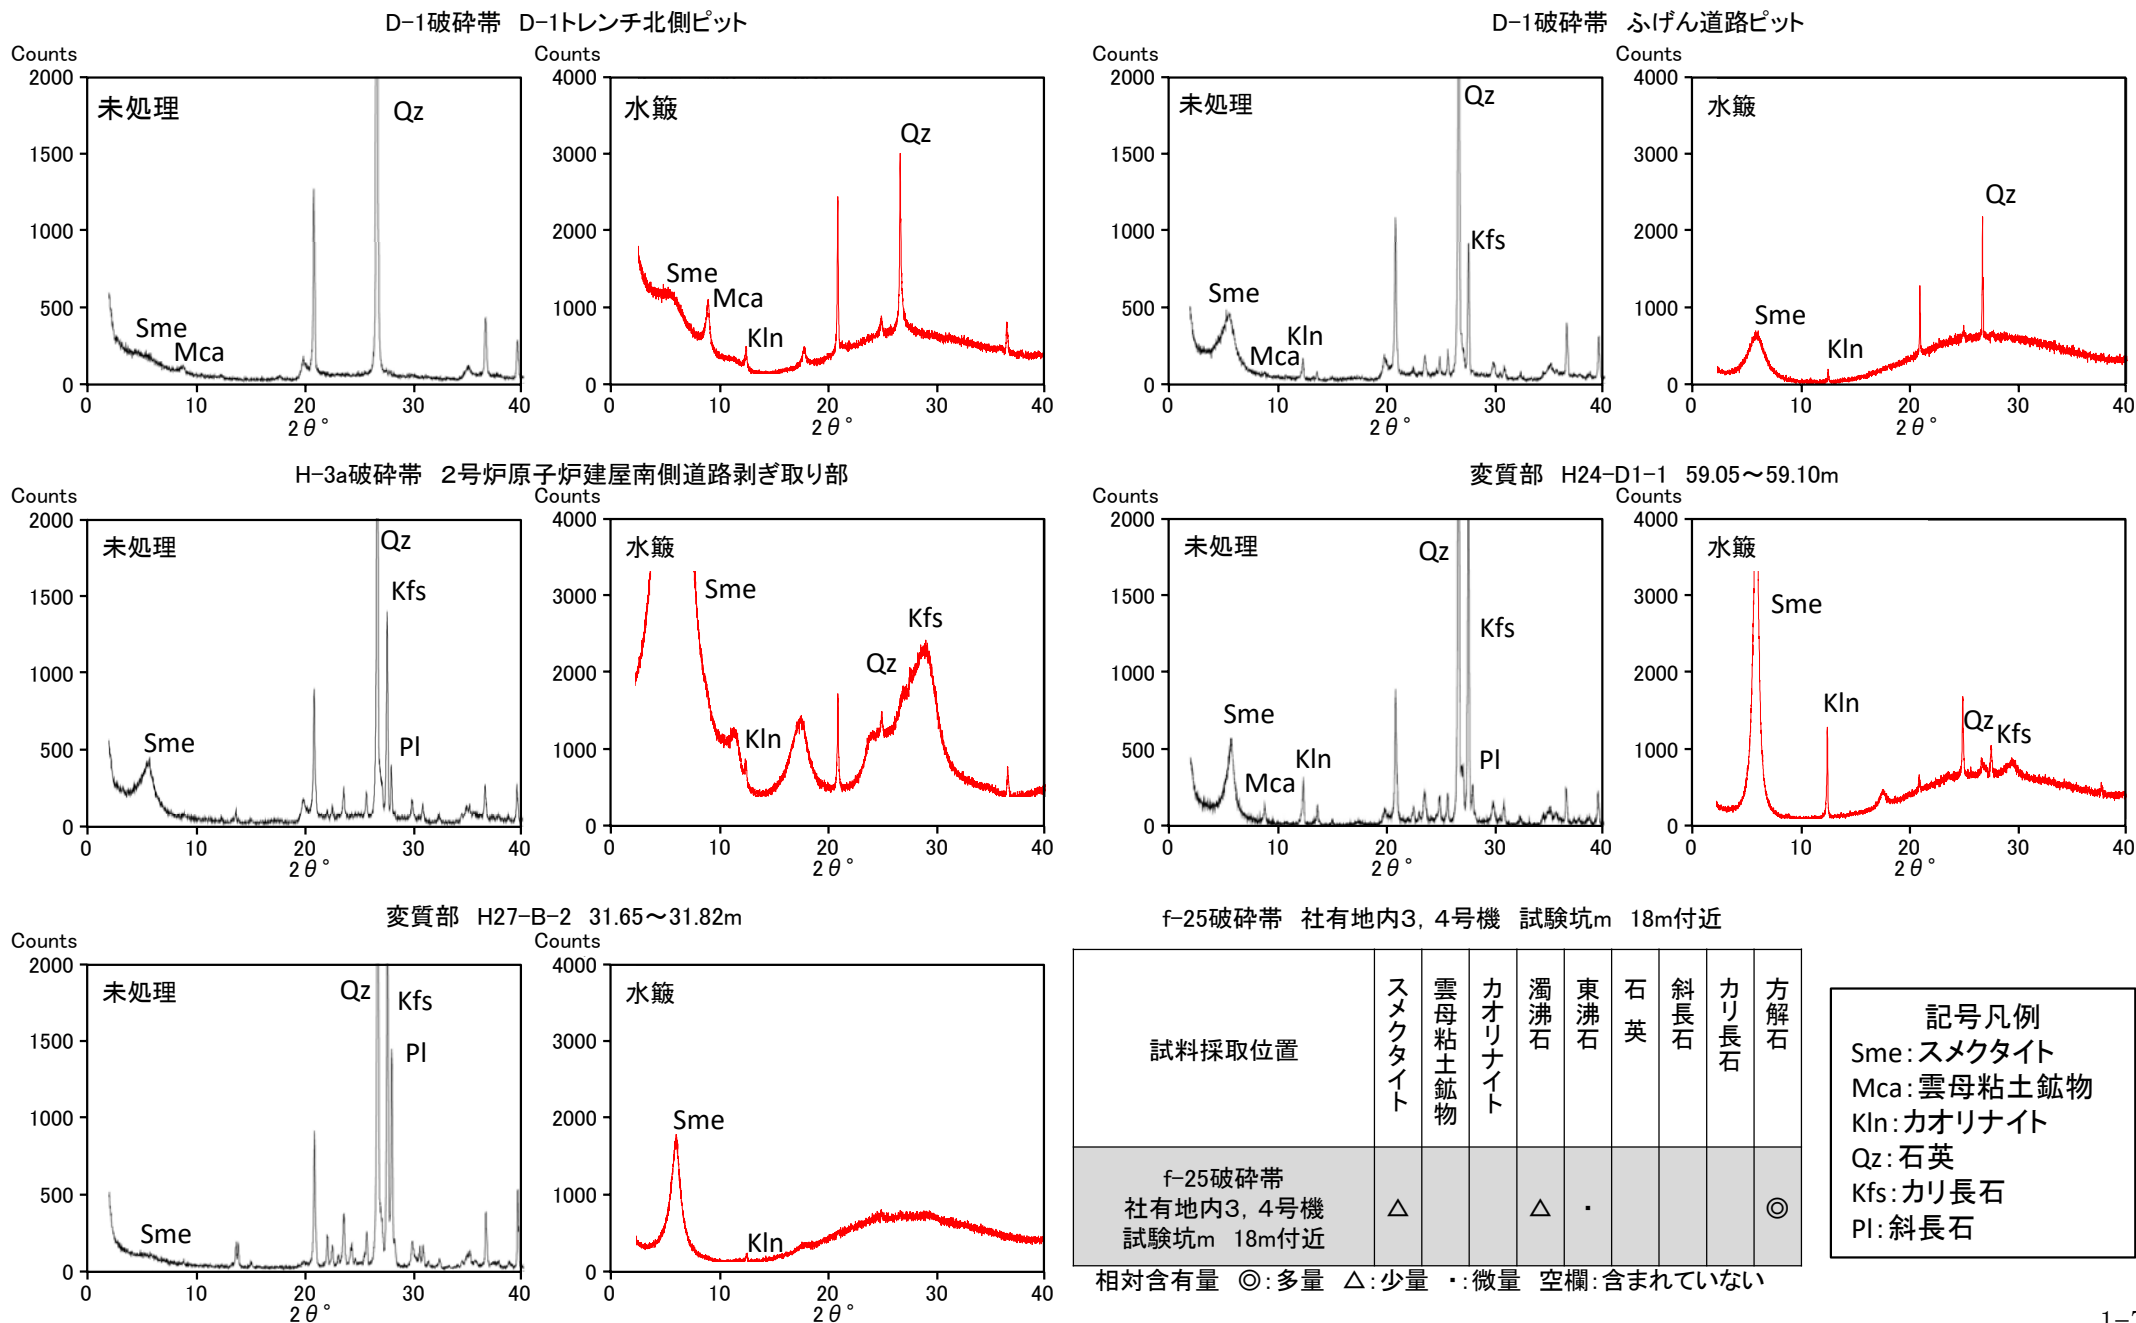 D-1破砕帯　D-1トレンチ北側ピット
Counts
2000
1500
1000
500
0
0
10
20
30
40
2θ°
未処理
Qz
Sme
Mca
Counts
4000
3000
2000
1000
0
0
10
20
30
40
2θ°
水簸
Qz
Sme
Mca
Kln
D-1破砕帯　ふげん道路ピット
Counts
2000
1500
1000
500
0
0
10
20
30
40
2θ°
未処理
Qz
Kfs
Sme
Kln
Mca
Counts
4000
3000
2000
1000
0
0
10
20
30
40
2θ°
水簸
Qz
Sme
Kln
H-3a破砕帯　2号炉原子炉建屋南側道路剥ぎ取り部
Counts
2000
1500
1000
500
0
0
10
20
30
40
2θ°
未処理
Qz
Kfs
Sme
Pl
Counts
4000
3000
2000
1000
0
0
10
20
30
40
2θ°
水簸
Sme
Kfs
Qz
Kln
変質部　H24-D1-1　59.05～59.10m
Counts
2000
1500
1000
500
0
0
10
20
30
40
2θ°
未処理
Qz
Kfs
Sme
Pl
Kln
Mca
Counts
4000
3000
2000
1000
0
0
10
20
30
40
2θ°
水簸
Sme
Kln
Qz
Kfs
変質部　H27-B-2　31.65～31.82m
Counts
2000
1500
1000
500
0
0
10
20
30
40
2θ°
未処理
Qz
Kfs
Pl
Sme
Counts
4000
3000
2000
1000
0
0
10
20
30
40
2θ°
水簸
Sme
Kln
f-25破砕帯　社有地内3，4号機　試験坑m　18m付近
試料採取位置
スメクタイト
雲母粘土鉱物
カオリナイト
濁沸石
東沸石
石英
斜長石
カリ長石
方解石
f-25破砕帯
社有地内3，4号機
試験坑m　18m付近
△
△
・
◎
相対含有量　◎：多量　△：少量　・：微量　空欄：含まれていない
記号凡例
Sme：スメクタイト
Mca：雲母粘土鉱物
Kln：カオリナイト
Qz：石英
Kfs：カリ長石
Pl：斜長石